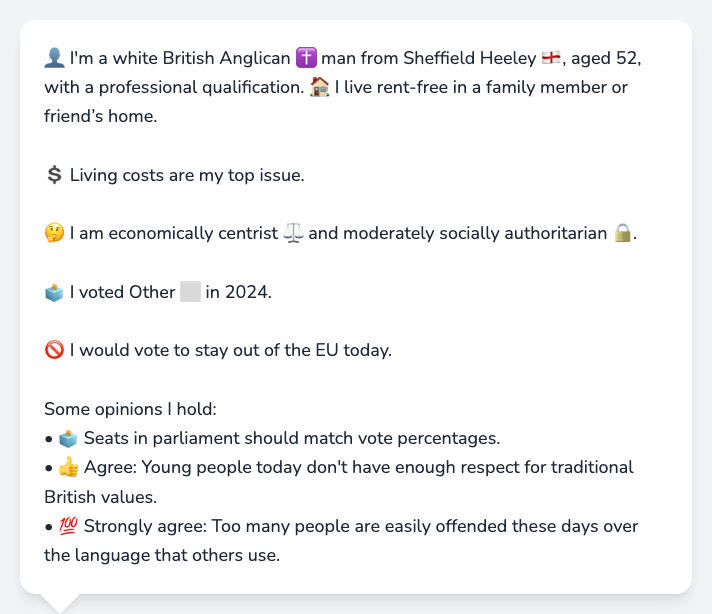 👤 I'm a white British Anglican ✝️ man from Sheffield Heeley 🏴󠁧󠁢󠁥󠁮󠁧󠁿, aged 52,
with a professional qualification. 🏠 I live rent-free in a family member or
friend’s home.
💲 Living costs are my top issue.
🤔 I am economically centrist ⚖️ and moderately socially authoritarian 🔒.
🗳️ I voted Other ⬜ in 2024.
🚫 I would vote to stay out of the EU today.
Some opinions I hold:
• 🗳️ Seats in parliament should match vote percentages.
• 👍 Agree: Young people today don't have enough respect for traditional
British values.
• 💯 Strongly agree: Too many people are easily offended these days over
the language that others use.